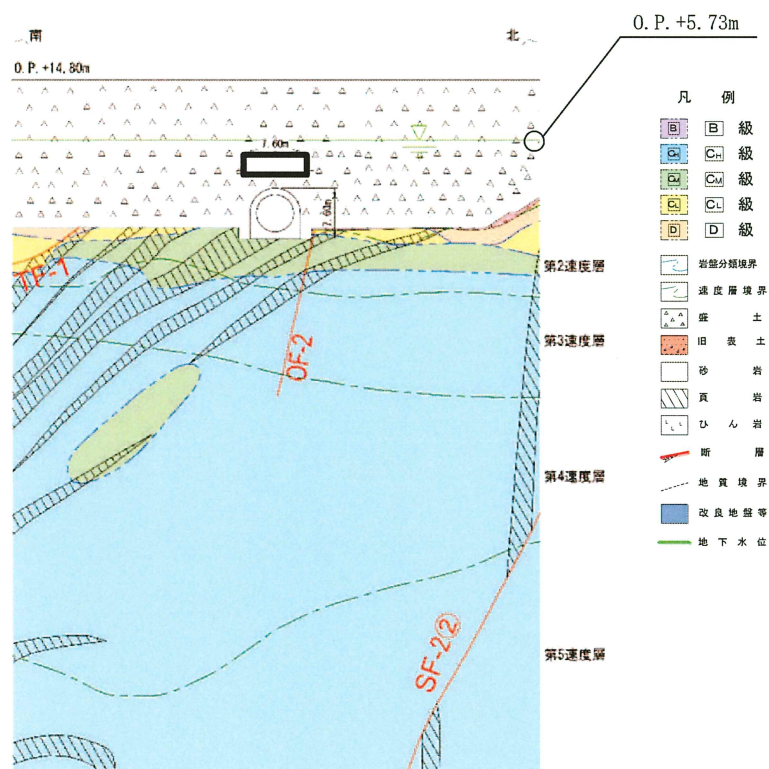 O.P.+5.73m
南
北
O.P.+14.80m
7.60m
7.60m
TF-1
OF-2
SF-2②
第2速度層
第3速度層
第4速度層
第5速度層
凡 例
B B 級
CH CH 級
CM CM 級
CL CL 級
D D 級
岩盤分類境界
速度層境界
盛 土
旧表土
砂 岩
頁 岩
ひん岩
断 層
地質境界
改良地盤等
地下水位